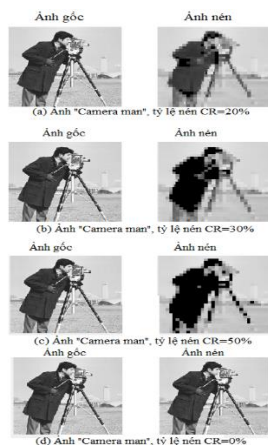 Ảnh gốc Ảnh nén
(a) Ảnh "Camera man", tỷ lệ nén CR=20%
Ảnh gốc Ảnh nén
(b) Ảnh "Camera man", tỷ lệ nén CR=30%
Ảnh gốc Ảnh nén
(c) Ảnh "Camera man", tỷ lệ nén CR=50%
Ảnh gốc Ảnh nén
(d) Ảnh "Camera man", tỷ lệ nén CR=0%